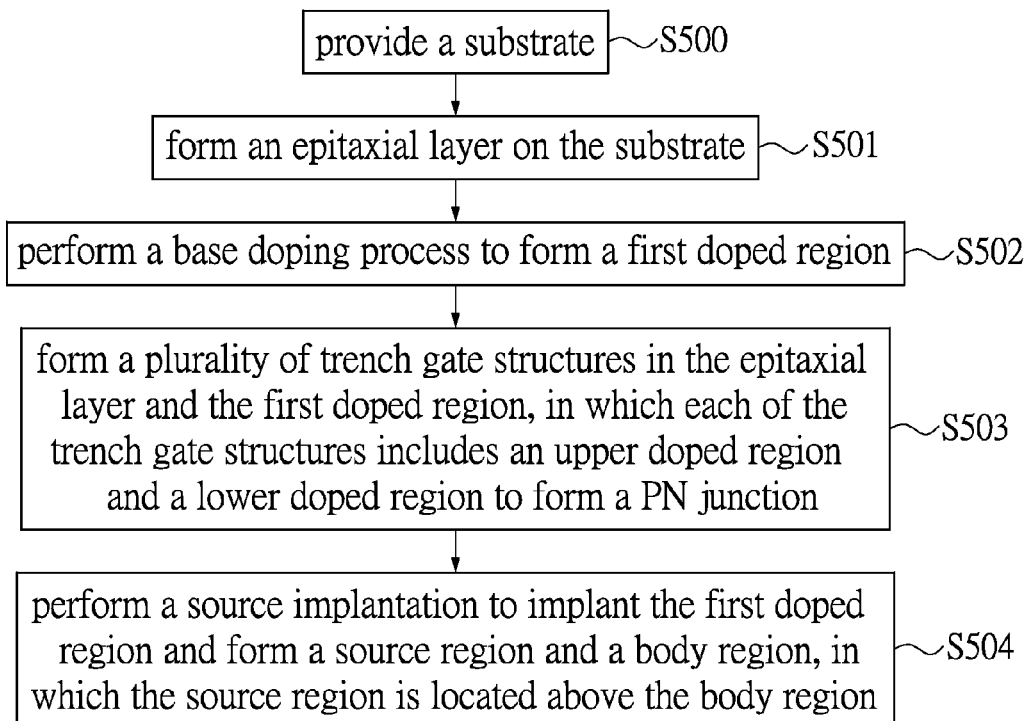 provide a substrate S500
form an epitaxial layer on the substrate S501
perform a base doping process to form a first doped region S502
form a plurality of trench gate structures in the epitaxial
layer and the first doped region, in which each of the
trench gate structures includes an upper doped region
and a lower doped region to form a PN junction
S503
perform a source implantation to implant the first doped
region and form a source region and a body region, in
which the source region is located above the body region
S504